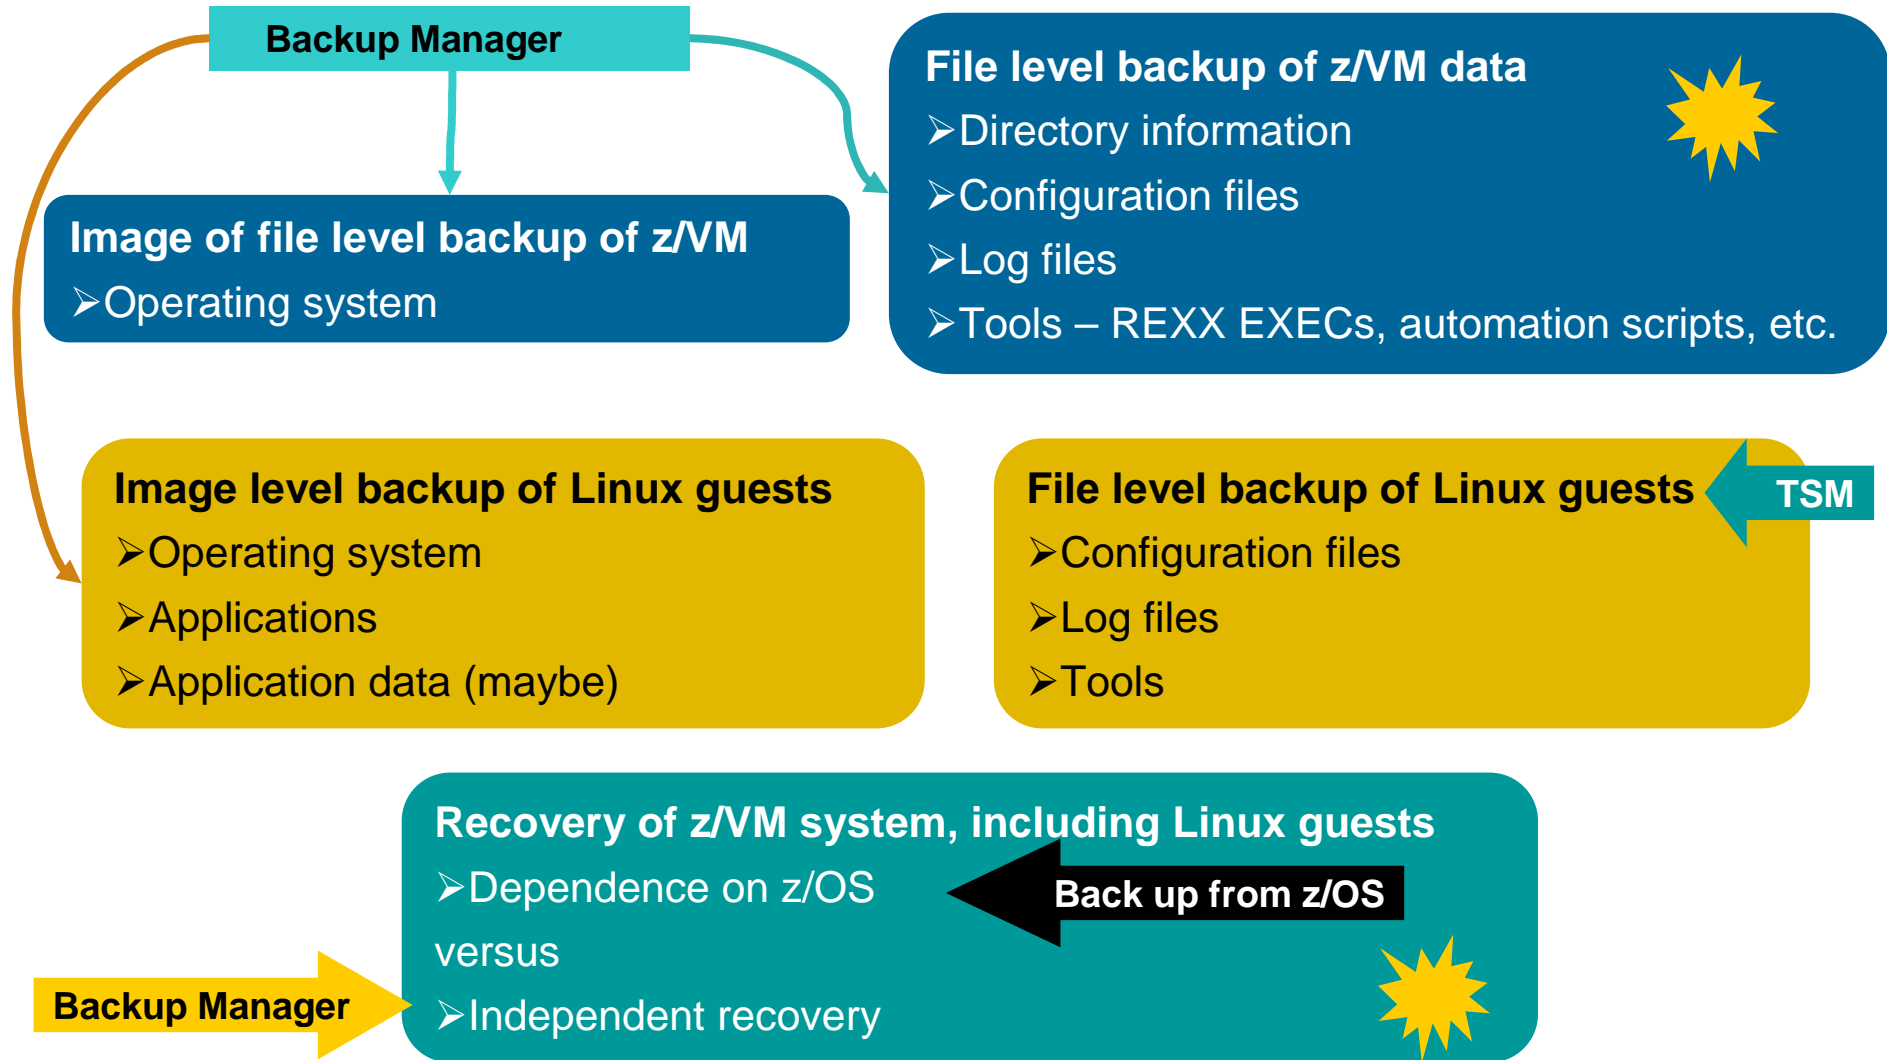 Backup Manager
File level backup of z/VM data
➢Directory information
➢Configuration files
➢Log files
➢Tools – REXX EXECs, automation scripts, etc.
Image of file level backup of z/VM
➢Operating system
Image level backup of Linux guests
➢Operating system
➢Applications
➢Application data (maybe)
File level backup of Linux guests
TSM
➢Configuration files
➢Log files
➢Tools
Recovery of z/VM system, including Linux guests
➢Dependence on z/OS
Back up from z/OS
versus
➢Independent recovery
Backup Manager